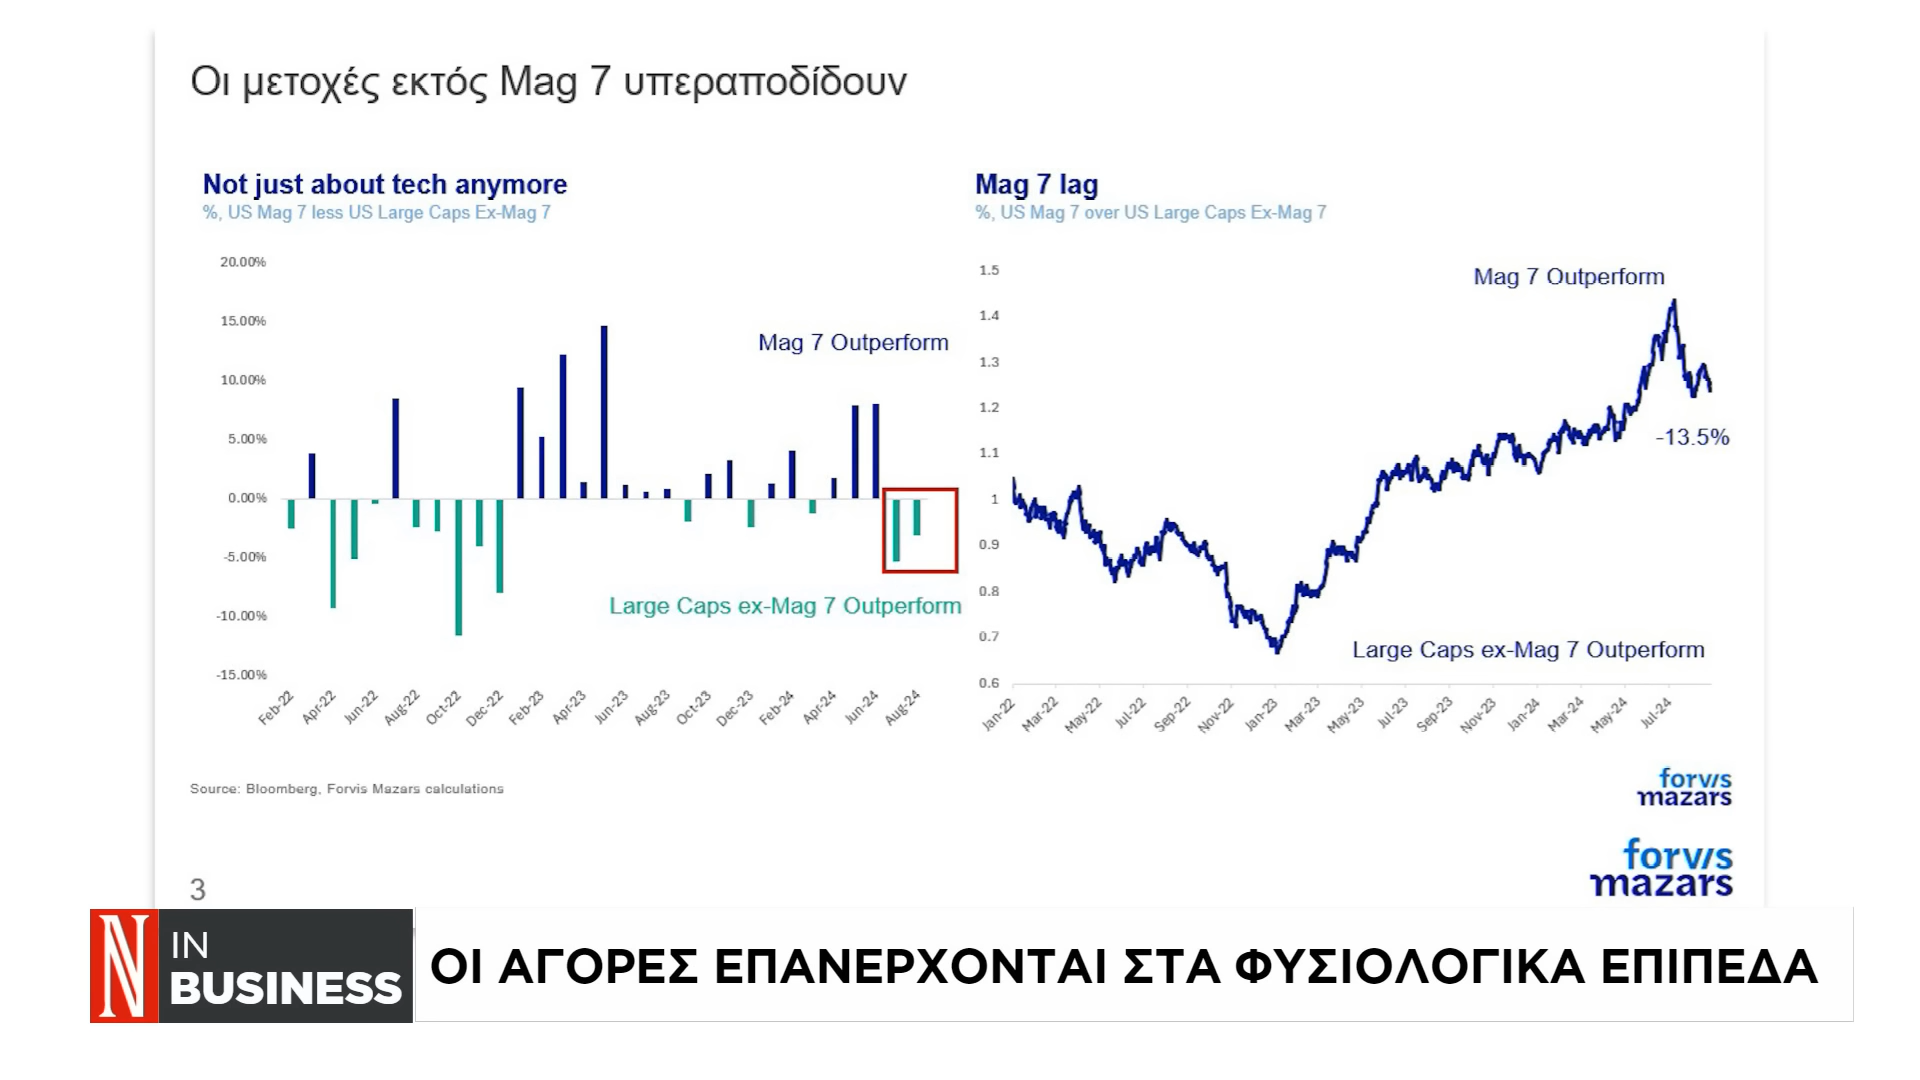 Οι μετοχές εκτός Mag 7 υπεραποδίδουν
Not just about tech anymore
%, US Mag 7 less US Large Caps Ex-Mag 7
20.00%
15.00%
10.00%
5.00%
0.00%
-5.00%
-10.00%
-15.00%
Mag 7 Outperform
Large Caps ex-Mag 7 Outperform
Feb-22
Apr-22
Jun-22
Aug-22
Oct-22
Dec-22
Feb-23
Apr-23
Jun-23
Aug-23
Oct-23
Dec-23
Feb-24
Apr-24
Jun-24
Aug-24
Mag 7 lag
%, US Mag 7 over US Large Caps Ex-Mag 7
1.5
1.4
1.3
1.2
1.1
1
0.9
0.8
0.7
0.6
Mag 7 Outperform
-13.5%
Large Caps ex-Mag 7 Outperform
Jan-22
Mar-22
May-22
Jul-22
Sep-22
Nov-22
Jan-23
Mar-23
May-23
Jul-23
Sep-23
Nov-23
Jan-24
Mar-24
May-24
Jul-24
Source: Bloomberg, Forvis Mazars calculations
forvis
mazars
forvis
mazars
3
N IN
BUSINESS
ΟΙ ΑΓΟΡΕΣ ΕΠΑΝΕΡΧΟΝΤΑΙ ΣΤΑ ΦΥΣΙΟΛΟΓΙΚΑ ΕΠΙΠΕΔΑ